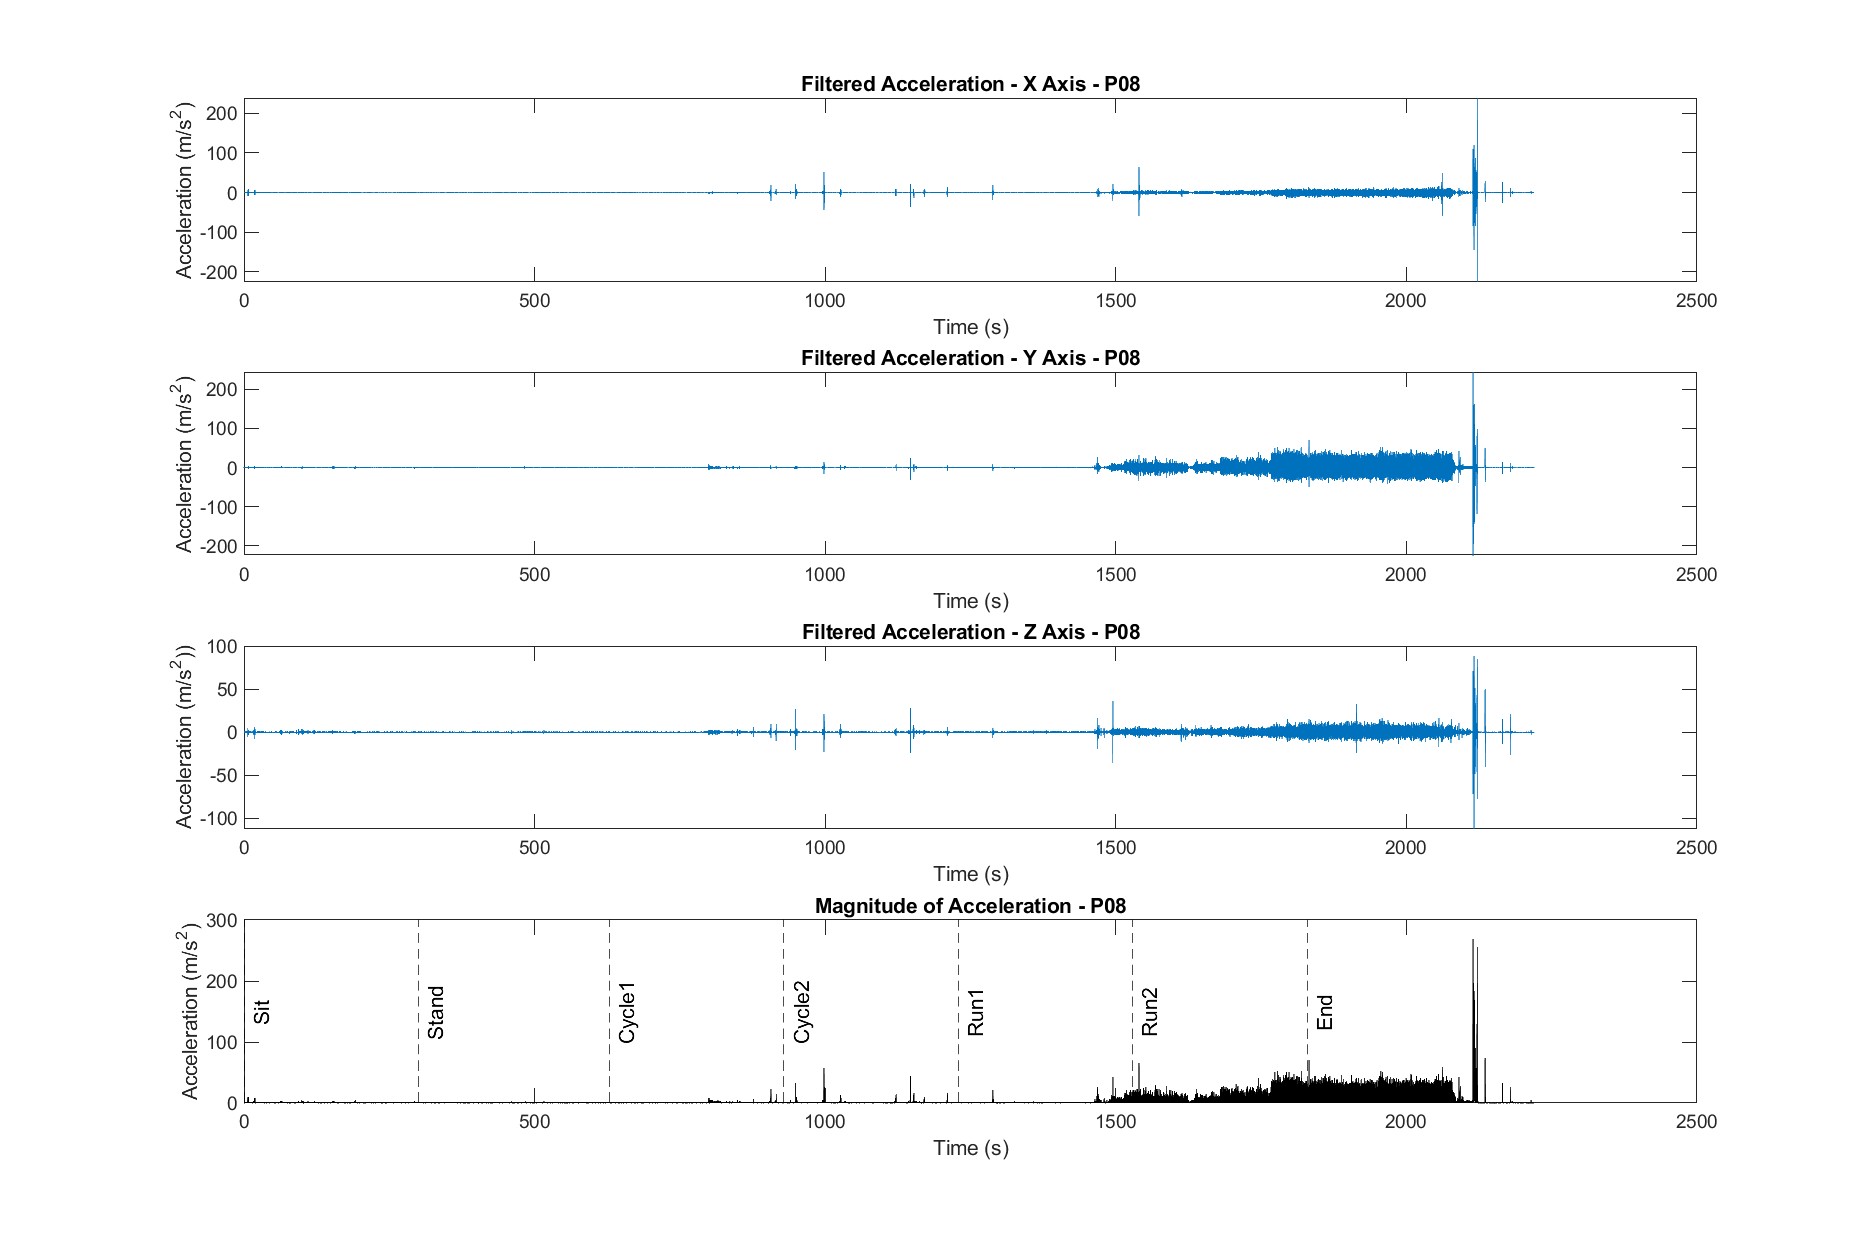 Filtered Acceleration - X Axis - P08
Acceleration (m/s²)
200
100
0
-100
-200
0 500 1000 1500 2000 2500
Time (s)
Filtered Acceleration - Y Axis - P08
Acceleration (m/s²)
200
100
0
-100
-200
0 500 1000 1500 2000 2500
Time (s)
Filtered Acceleration - Z Axis - P08
Acceleration (m/s²))
100
50
0
-50
-100
0 500 1000 1500 2000 2500
Time (s)
Magnitude of Acceleration - P08
Acceleration (m/s²)
300
200
100
0
Sit
Stand
Cycle1
Cycle2
Run1
Run2
End
0 500 1000 1500 2000 2500
Time (s)